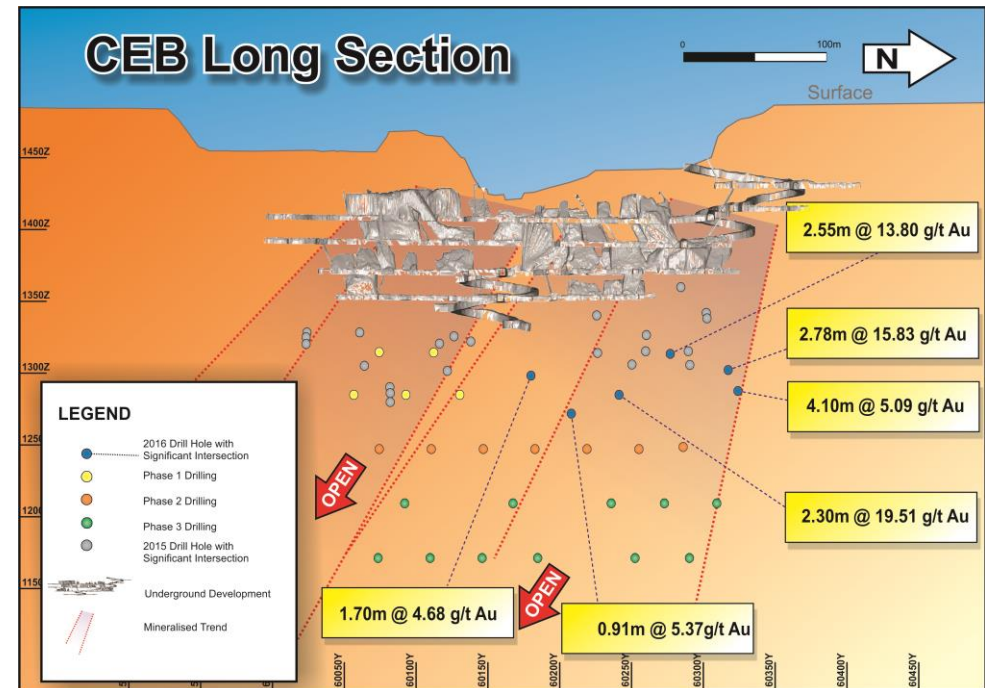 CEB Long Section
0 100m
N
Surface
1450Z
1400Z
1350Z
1300Z
1250
1200
1150
2.55m @ 13.80 g/t Au
2.78m @ 15.83 g/t Au
4.10m @ 5.09 g/t Au
2.30m @ 19.51 g/t Au
1.70m @ 4.68 g/t Au
0.91m @ 5.37g/t Au
OPEN
OPEN
LEGEND
2016 Drill Hole with
Significant Intersection
Phase 1 Drilling
Phase 2 Drilling
Phase 3 Drilling
2015 Drill Hole with
Significant Intersection
Underground Development
Mineralised Trend
60050Y
60100Y
60150Y
60200Y
60250Y
60300Y
60350Y
60400Y
60450Y